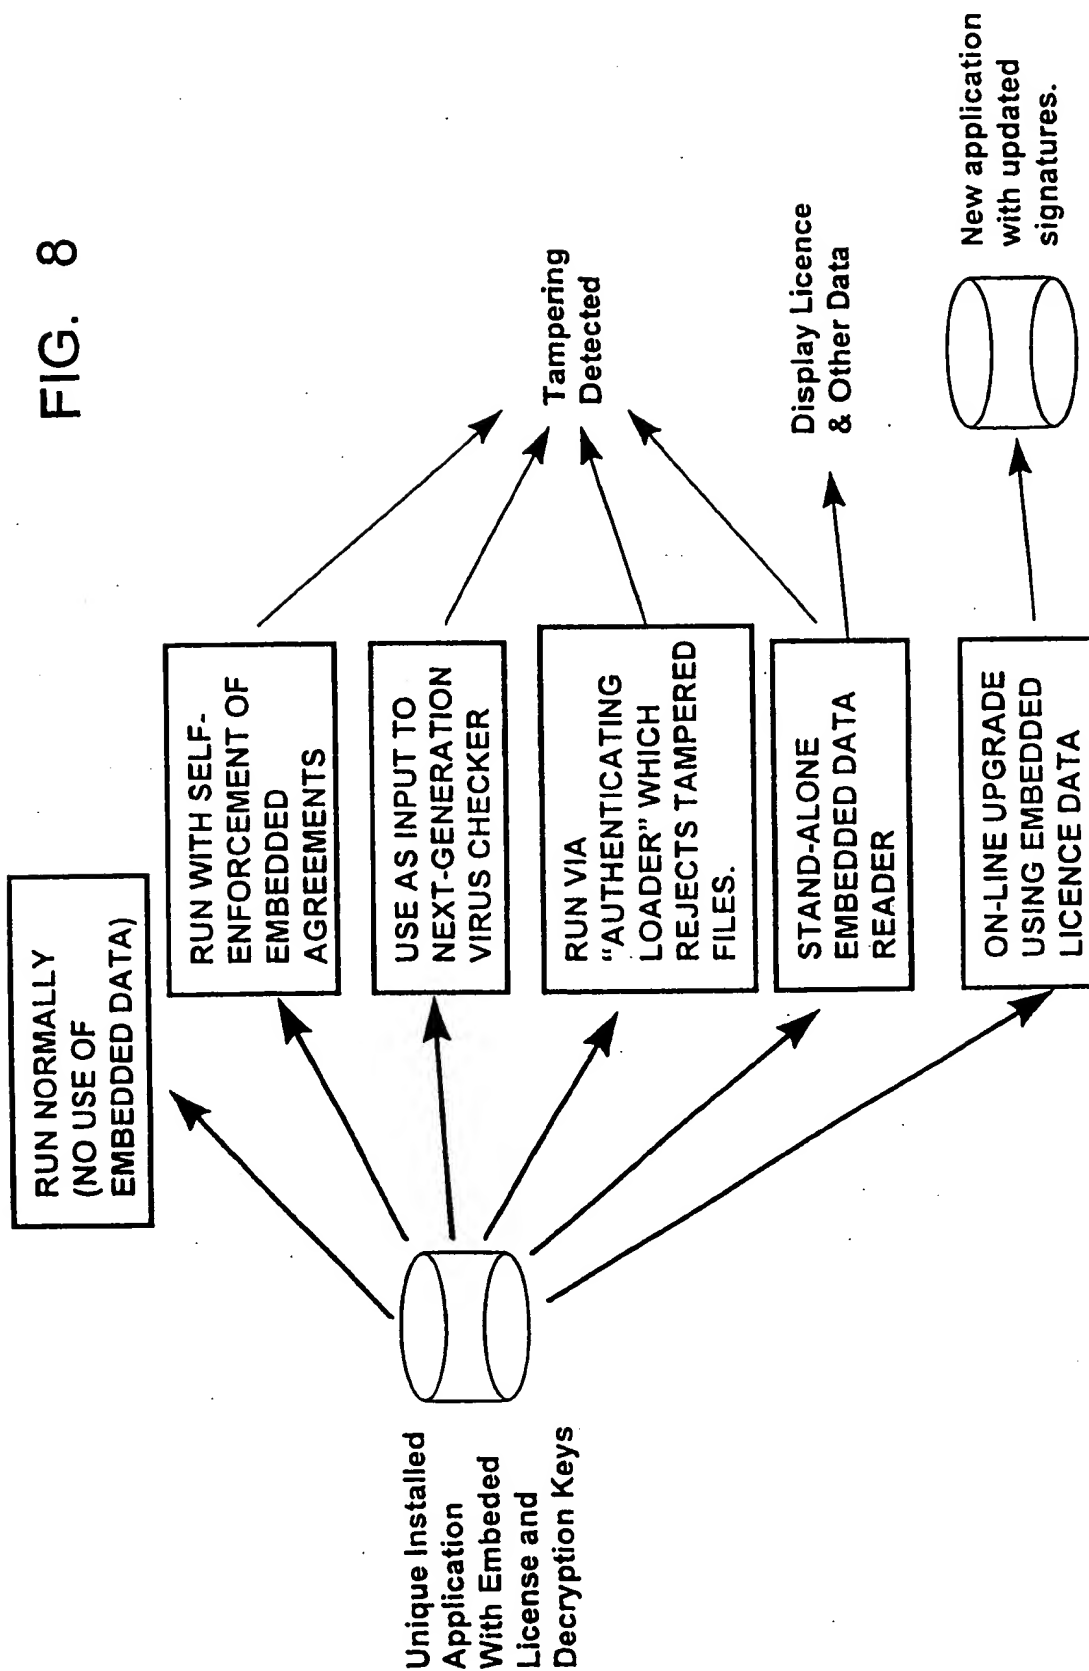 FIG. 8
Unique Installed
Application
With Embeded
License and
Decryption Keys
RUN NORMALLY
(NO USE OF
EMBEDDED DATA)
RUN WITH SELF-
ENFORCEMENT OF
EMBEDDED
AGREEMENTS
USE AS INPUT TO
NEXT-GENERATION
VIRUS CHECKER
RUN VIA
“AUTHENTICATING
LOADER” WHICH
REJECTS TAMPERED
FILES.
STAND-ALONE
EMBEDDED DATA
READER
ON-LINE UPGRADE
USING EMBEDDED
LICENCE DATA
Tampering
Detected
Display Licence
& Other Data
New application
with updated
signatures.